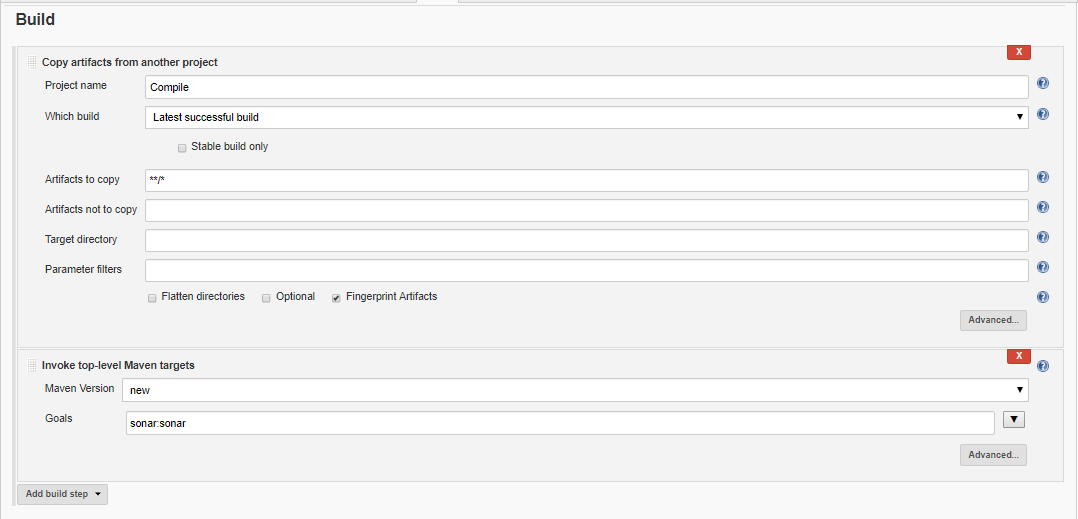 Build
X
Copy artifacts from another project
Project name Compile
Which build Latest successful build
Stable build only
Artifacts to copy **/*
Artifacts not to copy
Target directory
Parameter filters
Flatten directories Optional Fingerprint Artifacts
Advanced...
X
Invoke top-level Maven targets
Maven Version new
Goals sonar:sonar
Advanced...
Add build step